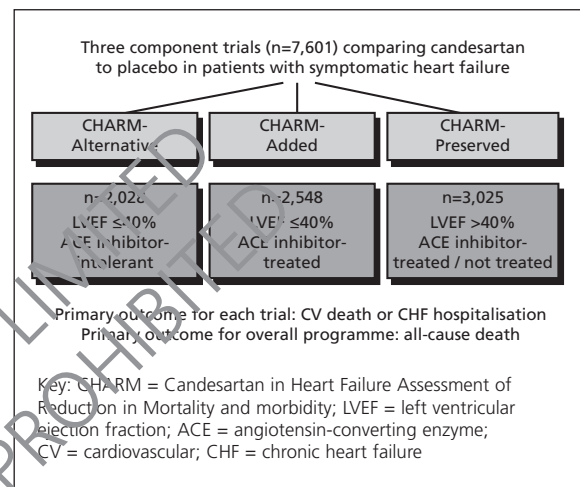 Three component trials (n=7,601) comparing candesartan
to placebo in patients with symptomatic heart failure
CHARM-
Alternative
CHARM-
Added
CHARM-
Preserved
n=2,028
LVEF ≤40%
ACE inhibitor-
intolerant
n=2,548
LVEF ≤40%
ACE inhibitor-
treated
n=3,025
LVEF >40%
ACE inhibitor-
treated / not treated
Primary outcome for each trial: CV death or CHF hospitalisation
Primary outcome for overall programme: all-cause death
Key: CHARM = Candesartan in Heart Failure Assessment of
Reduction in Mortality and morbidity; LVEF = left ventricular
ejection fraction; ACE = angiotensin-converting enzyme;
CV = cardiovascular; CHF = chronic heart failure
LIMITED
PROHIBITED